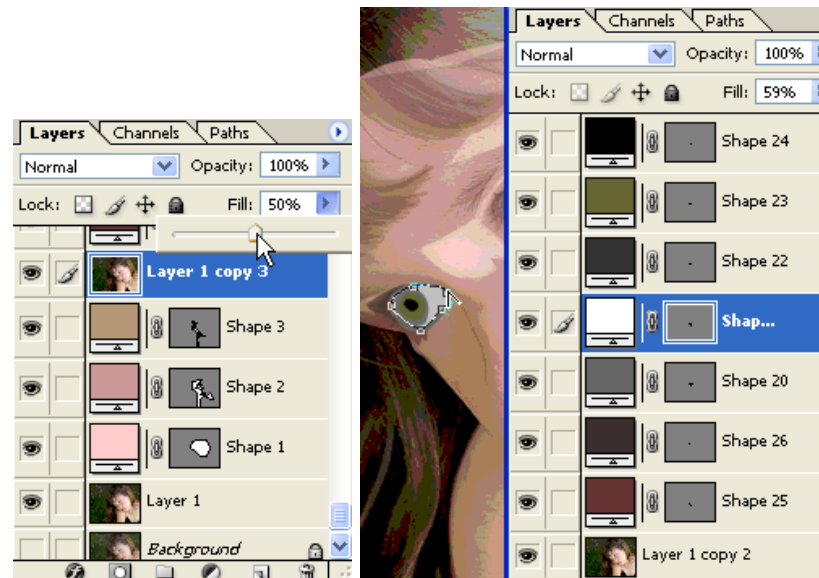 Layers Channels Paths
Normal Opacity: 100%
Lock: Fill: 50%
Layer 1 copy 3
Shape 3
Shape 2
Shape 1
Layer 1
Background
Layers Channels Paths
Normal Opacity: 100%
Lock: Fill: 59%
Shape 24
Shape 23
Shape 22
Shap...
Shape 20
Shape 26
Shape 25
Layer 1 copy 2